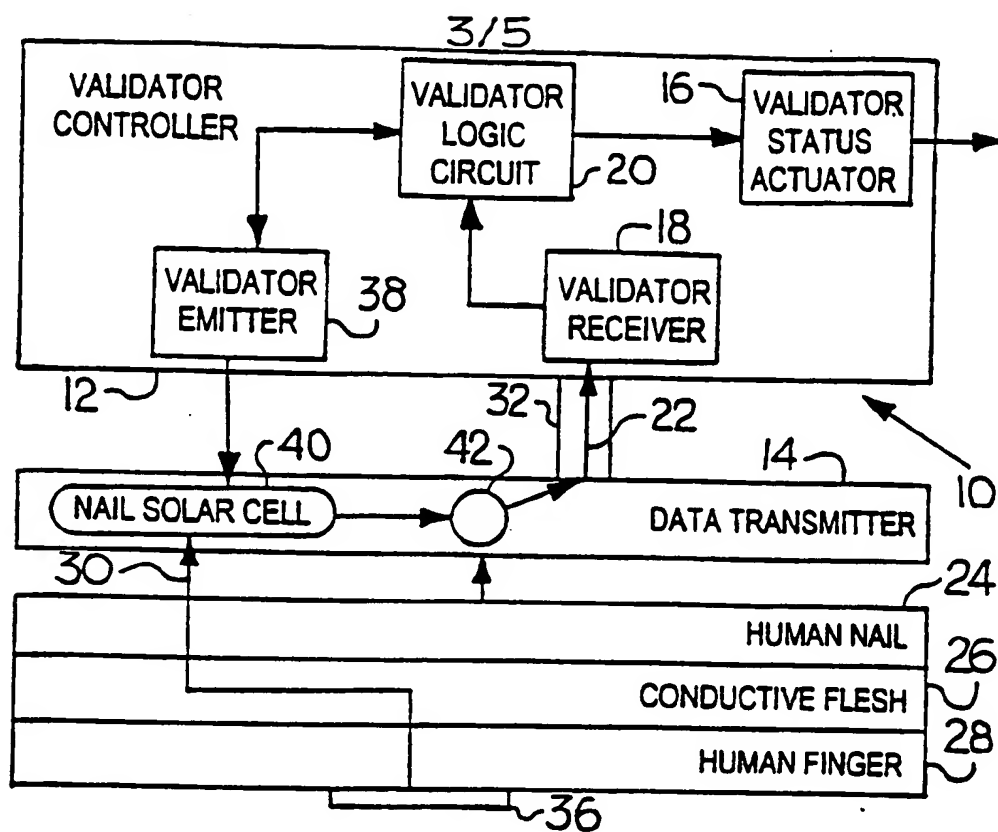 3/5
VALIDATOR
CONTROLLER
VALIDATOR
LOGIC
CIRCUIT
20
16
VALIDATOR
STATUS
ACTUATOR
VALIDATOR
EMITTER
38
18
VALIDATOR
RECEIVER
12
32
22
10
40
42
14
NAIL SOLAR CELL
DATA TRANSMITTER
30
24
HUMAN NAIL
26
CONDUCTIVE FLESH
28
HUMAN FINGER
36